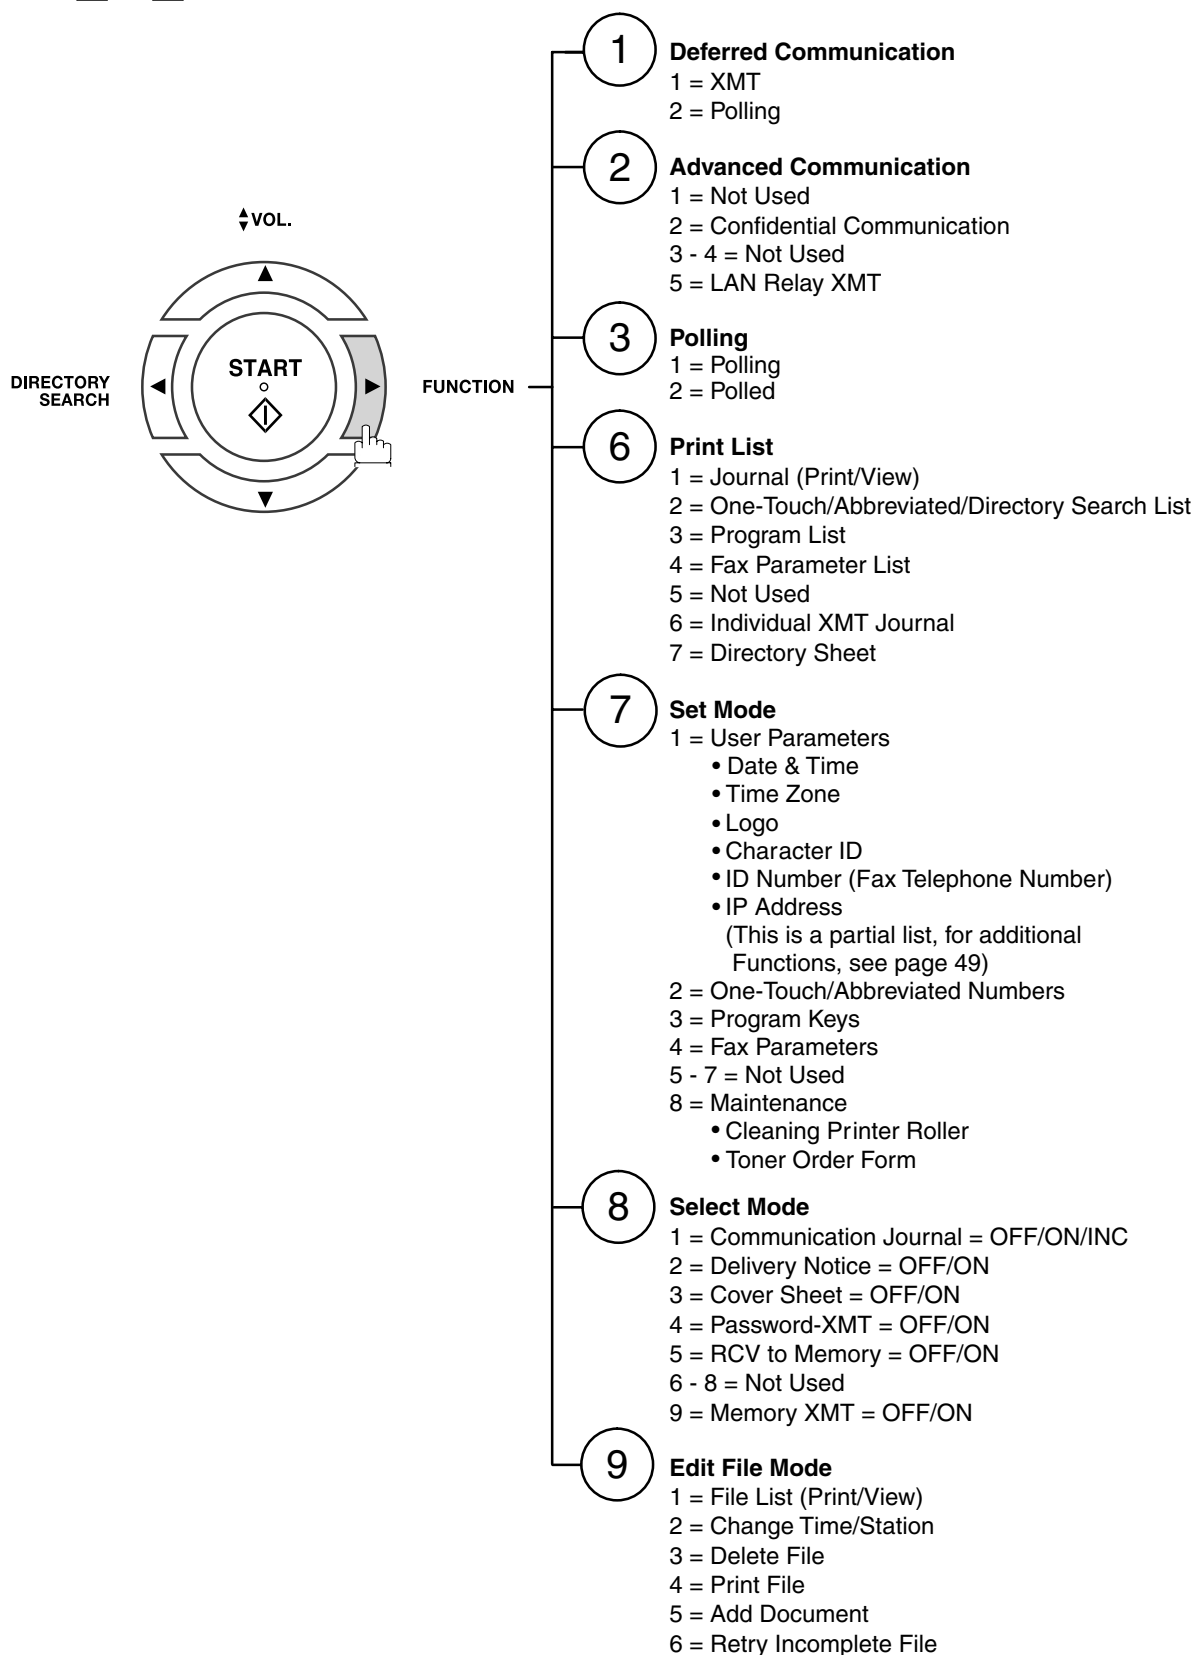 VOL.
START
DIRECTORY
SEARCH
FUNCTION
1
Deferred Communication
1 = XMT
2 = Polling
2
Advanced Communication
1 = Not Used
2 = Confidential Communication
3 - 4 = Not Used
5 = LAN Relay XMT
3
Polling
1 = Polling
2 = Polled
6
Print List
1 = Journal (Print/View)
2 = One-Touch/Abbreviated/Directory Search List
3 = Program List
4 = Fax Parameter List
5 = Not Used
6 = Individual XMT Journal
7 = Directory Sheet
7
Set Mode
1 = User Parameters
• Date & Time
• Time Zone
• Logo
• Character ID
• ID Number (Fax Telephone Number)
• IP Address
(This is a partial list, for additional
Functions, see page 49)
2 = One-Touch/Abbreviated Numbers
3 = Program Keys
4 = Fax Parameters
5 - 7 = Not Used
8 = Maintenance
• Cleaning Printer Roller
• Toner Order Form
8
Select Mode
1 = Communication Journal = OFF/ON/INC
2 = Delivery Notice = OFF/ON
3 = Cover Sheet = OFF/ON
4 = Password-XMT = OFF/ON
5 = RCV to Memory = OFF/ON
6 - 8 = Not Used
9 = Memory XMT = OFF/ON
9
Edit File Mode
1 = File List (Print/View)
2 = Change Time/Station
3 = Delete File
4 = Print File
5 = Add Document
6 = Retry Incomplete File